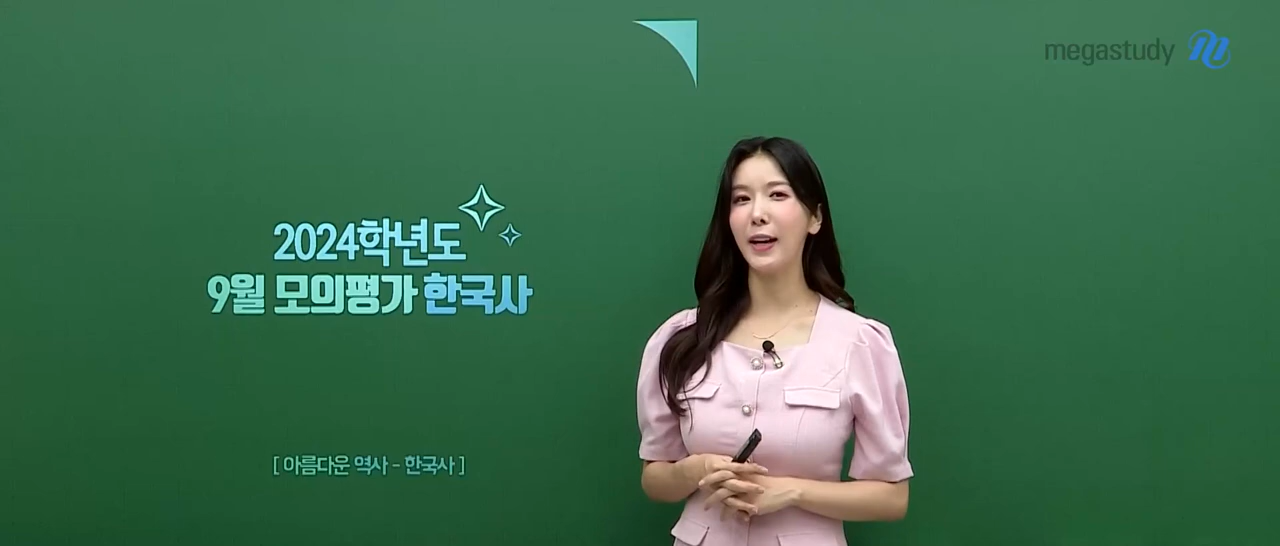 megastudy
2024학년도
9월 모의평가 한국사
[ 아름다운 역사 - 한국사 ]